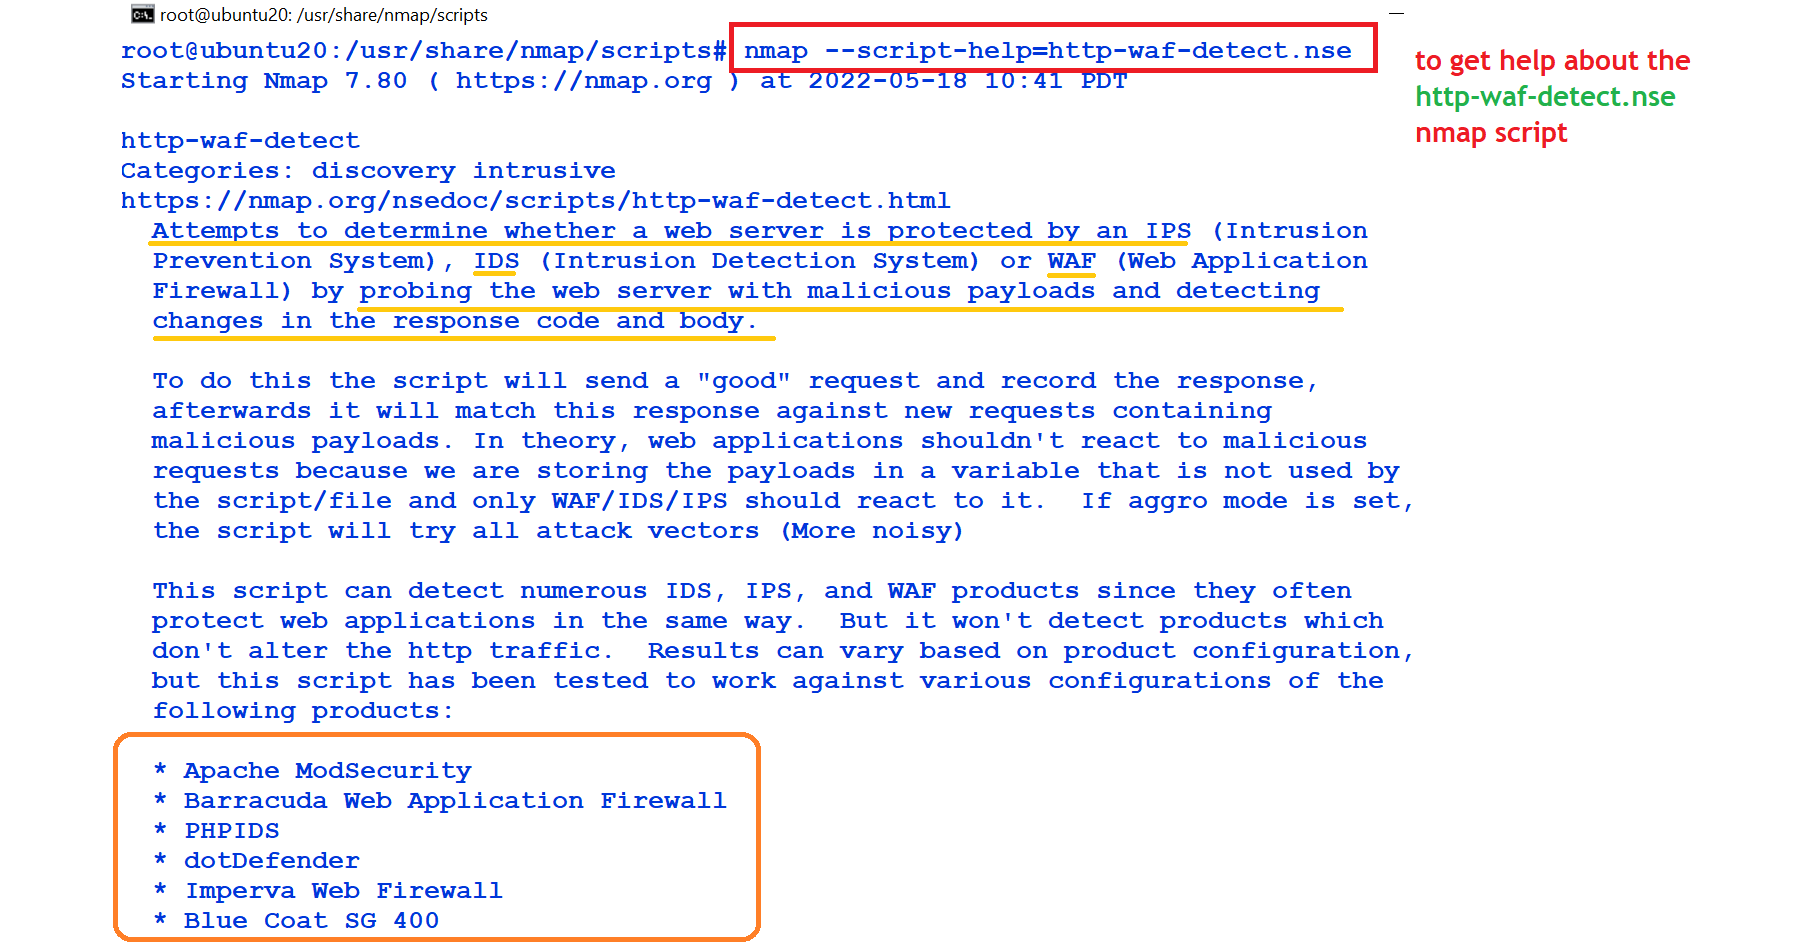 root@ubuntu20: /usr/share/nmap/scripts
root@ubuntu20:/usr/share/nmap/scripts# nmap --script-help=http-waf-detect.nse
Starting Nmap 7.80 ( https://nmap.org ) at 2022-05-18 10:41 PDT
to get help about the
http-waf-detect.nse
nmap script
http-waf-detect
Categories: discovery intrusive
https://nmap.org/nsedoc/scripts/http-waf-detect.html
Attempts to determine whether a web server is protected by an IPS (Intrusion
Prevention System), IDS (Intrusion Detection System) or WAF (Web Application
Firewall) by probing the web server with malicious payloads and detecting
changes in the response code and body.
To do this the script will send a "good" request and record the response,
afterwards it will match this response against new requests containing
malicious payloads. In theory, web applications shouldn't react to malicious
requests because we are storing the payloads in a variable that is not used by
the script/file and only WAF/IDS/IPS should react to it.  If aggro mode is set,
the script will try all attack vectors (More noisy)
This script can detect numerous IDS, IPS, and WAF products since they often
protect web applications in the same way.  But it won't detect products which
don't alter the http traffic.  Results can vary based on product configuration,
but this script has been tested to work against various configurations of the
following products:
* Apache ModSecurity
* Barracuda Web Application Firewall
* PHPIDS
* dotDefender
* Imperva Web Firewall
* Blue Coat SG 400